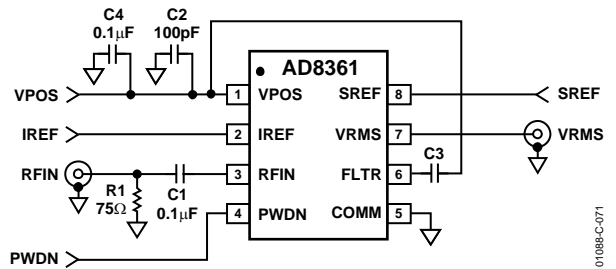 C4
0.1µF
C2
100pF
AD8361
VPOS
1
VPOS
SREF
8
SREF
IREF
2
IREF
VRMS
7
VRMS
RFIN
C1
0.1µF
3
RFIN
FLTR
6
C3
R1
75Ω
4
PWDN
COMM
5
PWDN
01088-C-071